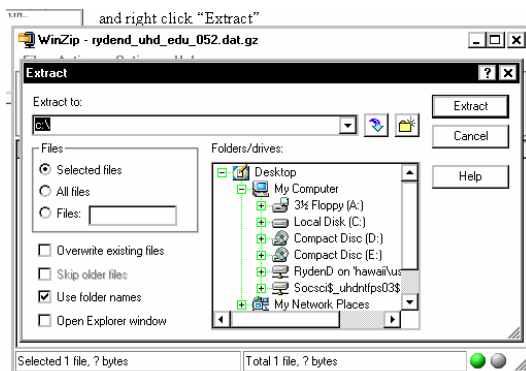 and right click “Extract”
WinZip - rydend_uhd_edu_052.dat.gz
Extract
Extract to:
c:\
Extract
Cancel
Help
Files
Selected files
All files
Files:
Overwrite existing files
Skip older files
Use folder names
Open Explorer window
Folders/drives:
Desktop
My Computer
3½ Floppy (A:)
Local Disk (C:)
Compact Disc (D:)
Compact Disc (E:)
RydenD on 'hawaii\us
Socsci$_uhdntfps03$
My Network Places
Selected 1 file, ? bytes
Total 1 file, ? bytes